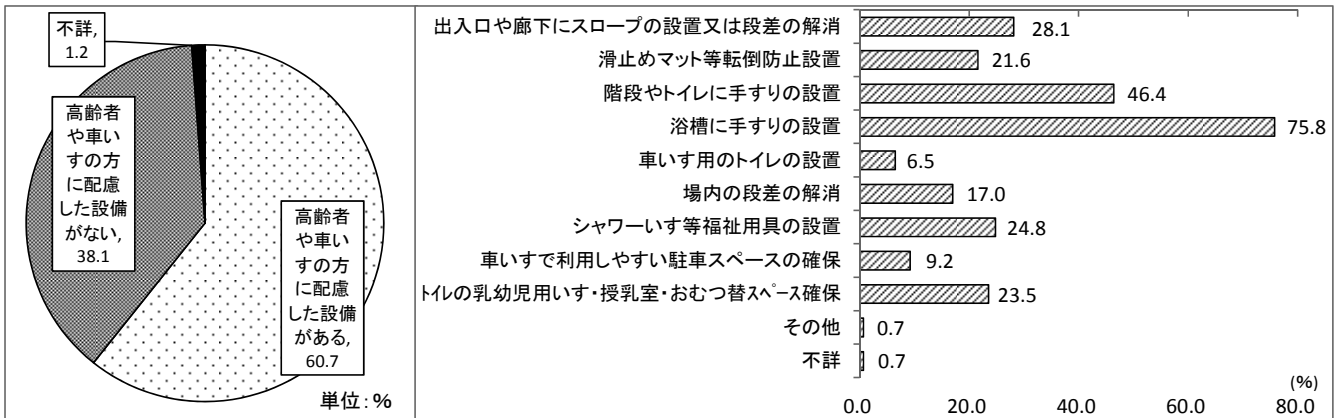 不詳,
1.2
高齢者
や車い
すの方
に配慮
した設備
がない,
38.1
高齢者
や車い
すの方
に配慮
した設備
がある,
60.7
単位:%
出入口や廊下にスロープの設置又は段差の解消
28.1
滑止めマット等転倒防止設置
21.6
階段やトイレに手すりの設置
46.4
浴槽に手すりの設置
75.8
車いす用のトイレの設置
6.5
場内の段差の解消
17.0
シャワーいす等福祉用具の設置
24.8
車いすで利用しやすい駐車スペースの確保
9.2
トイレの乳幼児用いす・授乳室・おむつ替スペース確保
23.5
その他
0.7
不詳
0.7
(%)
0.0 20.0 40.0 60.0 80.0